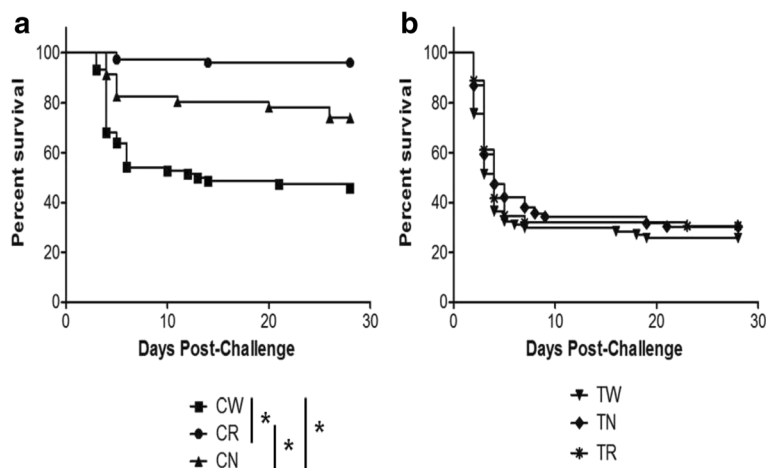 a
b
100
80
60
40
20
0
Percent survival
0 10 20 30
Days Post-Challenge
100
80
60
40
20
0
Percent survival
0 10 20 30
Days Post-Challenge
CW
CR
CN
*
*
*
TW
TN
TR